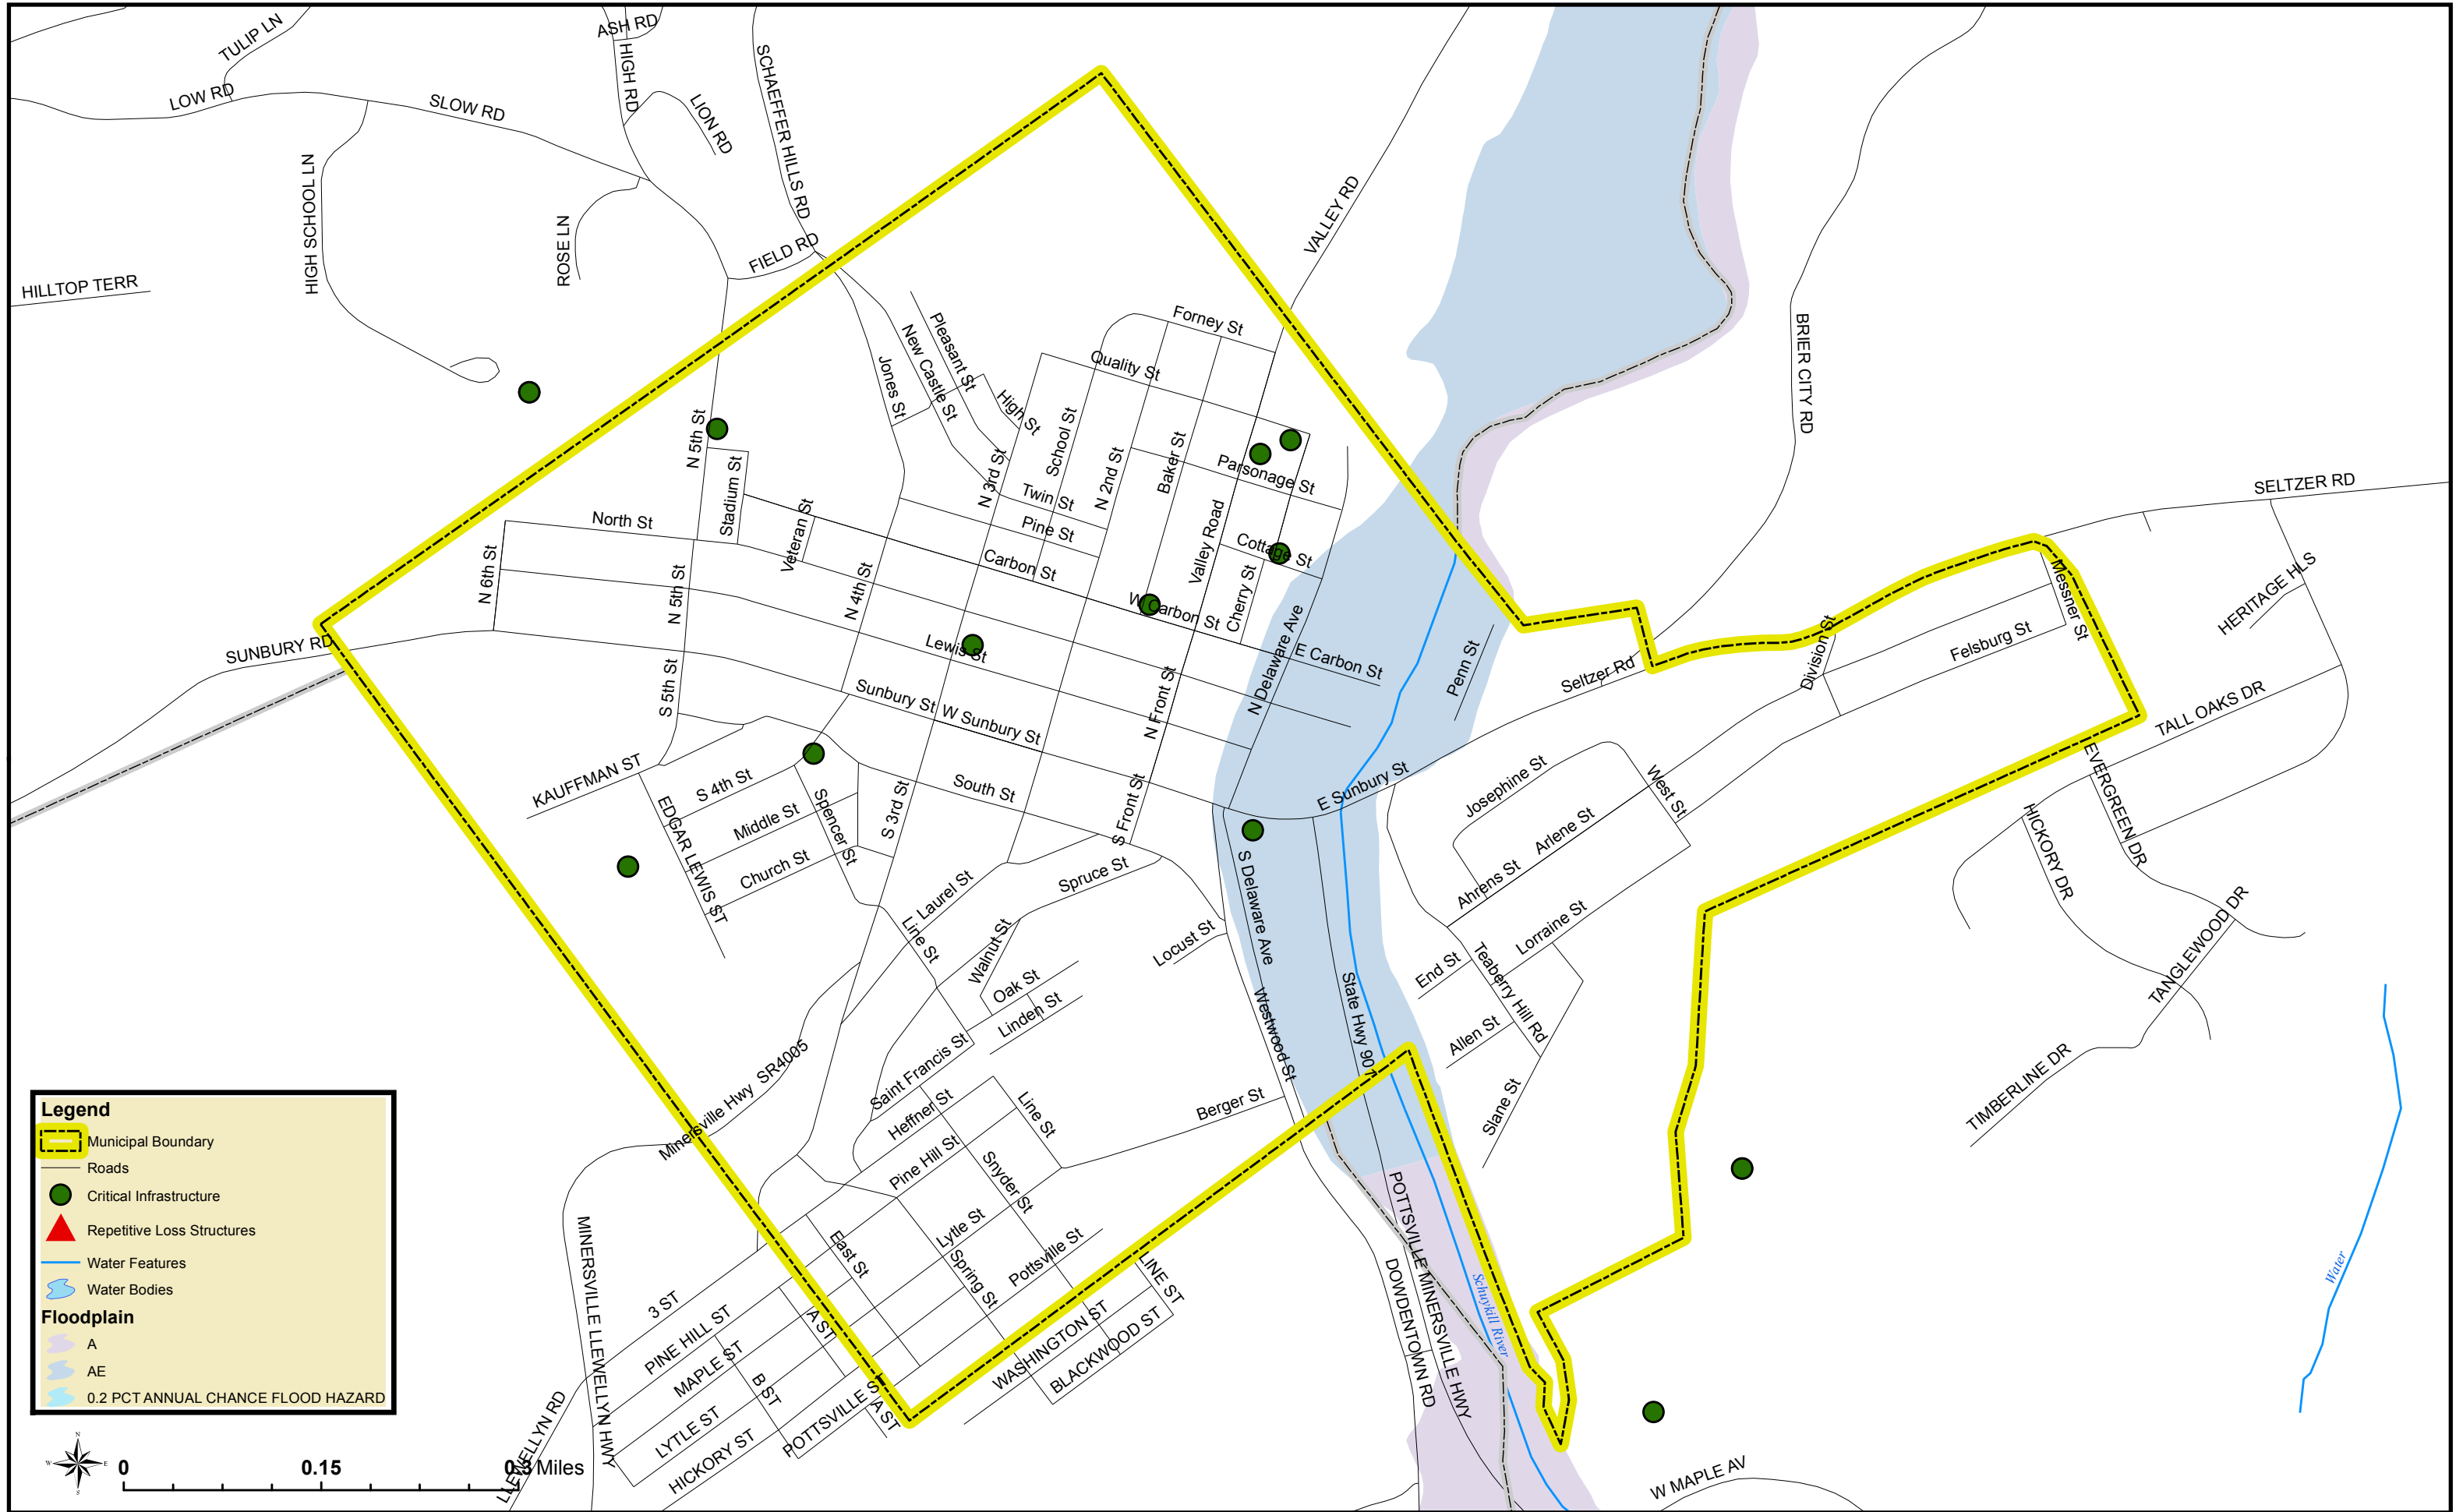 TULIP LN
ASH RD
HIGH RD
LOW RD
SLOW RD
LION RD
SCHAEFFER HILLS RD
HIGH SCHOOL LN
ROSE LN
FIELD RD
VALLEY RD
HILLTOP TERR
BRIER CITY RD
Pleasant St
New Castle St
Jones St
High St
Forney St
Quality St
N 5th St
Stadium St
School St
N 3rd St
N 2nd St
Baker St
Parsonage St
Twin St
Pine St
Valley Road
Cottage St
SELTZER RD
North St
Veteran St
Carbon St
N 6th St
N 5th St
N 4th St
W Carbon St
Cherry St
Messner St
HERITAGE HLS
SUNBURY RD
Lewis St
E Carbon St
N Delaware Ave
Penn St
Seltzer Rd
Division St
Felsburg St
S 5th St
Sunbury St
W Sunbury St
N Front St
TALL OAKS DR
KAUFFMAN ST
S 4th St
Middle St
Church St
Spencer St
EDGAR LEWIS ST
S 3rd St
South St
S Front St
E Sunbury St
Josephine St
West St
Arlene St
Ahrens St
EVERGREEN DR
HICKORY DR
Laurel St
Line St
Spruce St
Walnut St
Locust St
S Delaware Ave
Lorraine St
End St
Teaberry Hill Rd
TANGLEWOOD DR
Oak St
Linden St
Westwood St
State Hwy 901
Allen St
Slane St
TIMBERLINE DR
Minersville Hwy SR4005
Saint Francis St
Heffner St
Line St
Berger St
Pine Hill St
Snyder St
Lytle St
East St
Spring St
Pottsville St
POTTSVILLE MINERSVILLE HWY
DOWDENTOWN RD
Schuykill River
Water
MINERSVILLE LLEWELLYN HWY
3 ST
PINE HILL ST
A ST
MAPLE ST
B ST
LYTLE ST
HICKORY ST
POTTSVILLE ST
A ST
LINE ST
WASHINGTON ST
BLACKWOOD ST
LLEWELLYN RD
W MAPLE AV
Legend
Municipal Boundary
Roads
Critical Infrastructure
Repetitive Loss Structures
Water Features
Water Bodies
Floodplain
A
AE
0.2 PCT ANNUAL CHANCE FLOOD HAZARD
N
W E
S
0 0.15 0.3 Miles